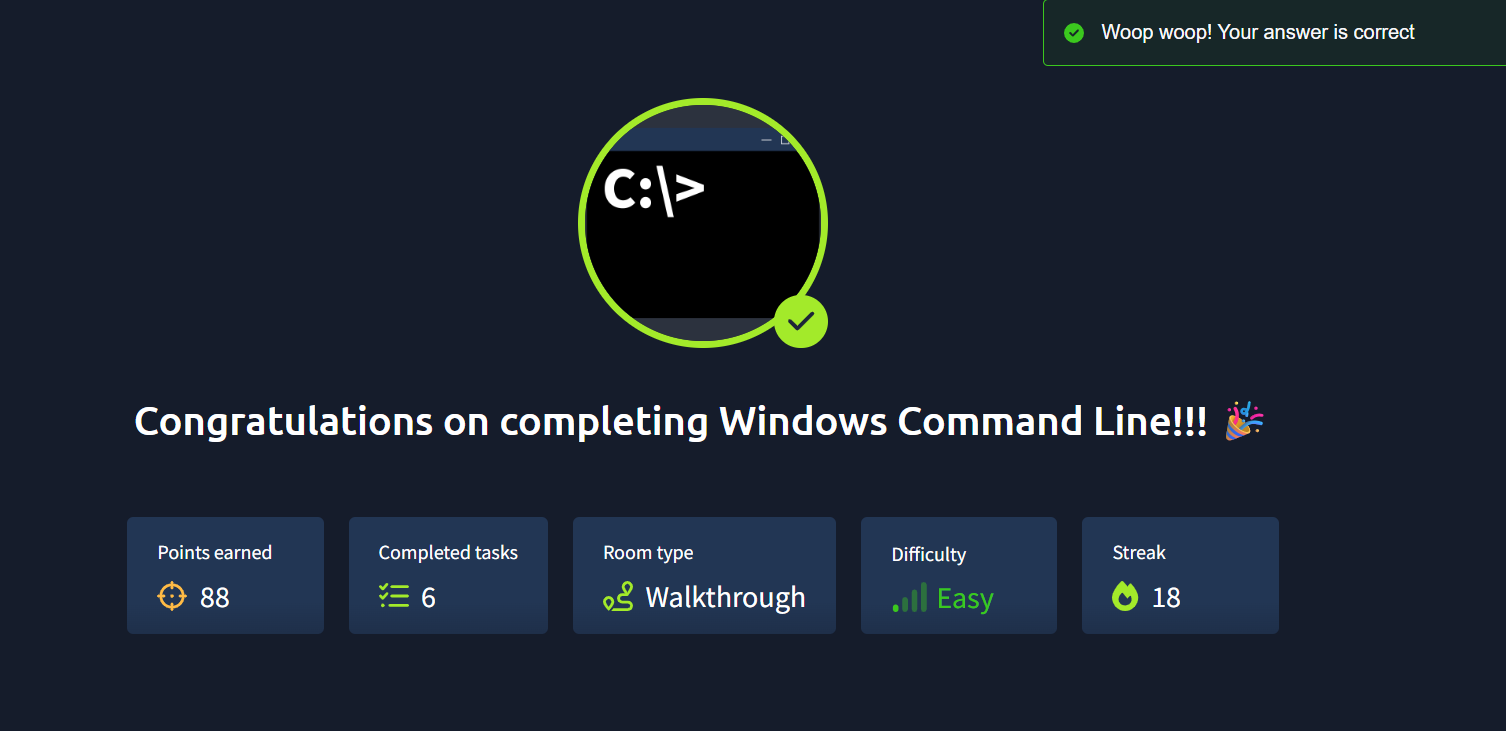 Woop woop! Your answer is correct
C:\>
Congratulations on completing Windows Command Line!!! 🎉
Points earned
88
Completed tasks
6
Room type
Walkthrough
Difficulty
Easy
Streak
18